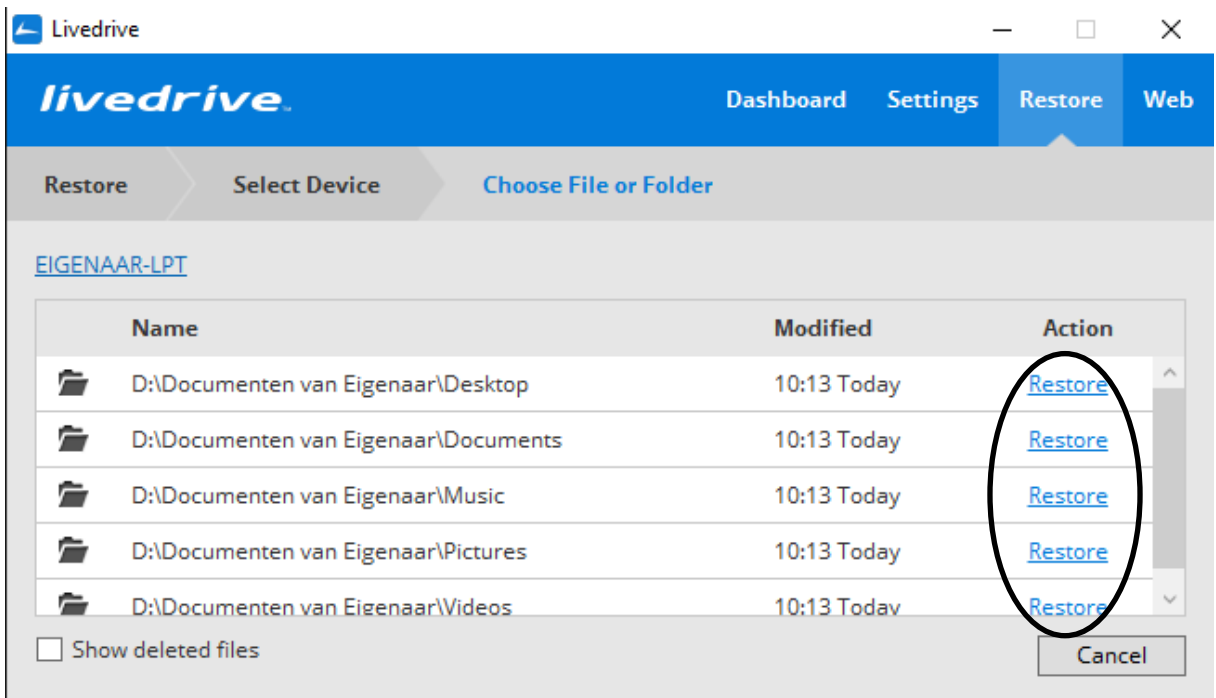 Livedrive
livedrive™ Dashboard Settings Restore Web
Restore Select Device Choose File or Folder
EIGENAAR-LPT
Name Modified Action
D:\Documenten van Eigenaar\Desktop 10:13 Today Restore
D:\Documenten van Eigenaar\Documents 10:13 Today Restore
D:\Documenten van Eigenaar\Music 10:13 Today Restore
D:\Documenten van Eigenaar\Pictures 10:13 Today Restore
D:\Documenten van Eigenaar\Videos 10:13 Today Restore
Show deleted files Cancel